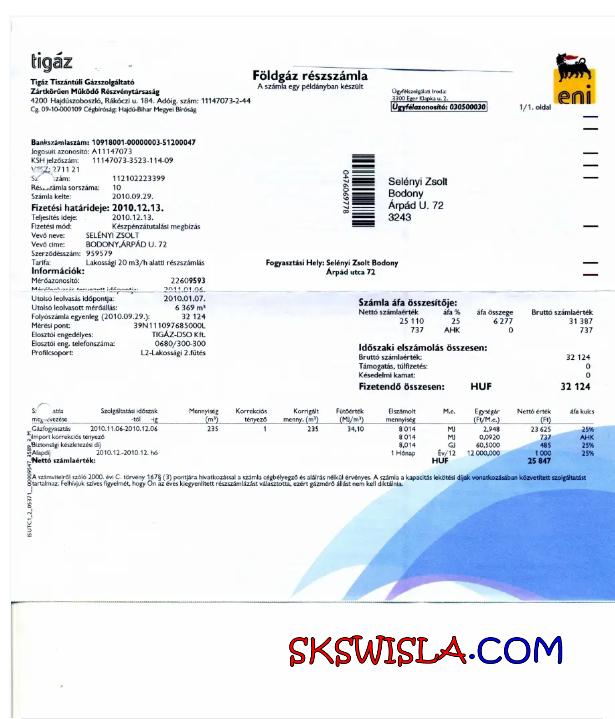 tigáz
Tigáz Tiszántúli Gázszolgáltató
Zártkörűen Működő Részvénytársaság
4200 Hajdúszoboszló, Rákóczi u. 184. Adóig. szám: 11147073-2-44
Cg. 09-10-000109 Cégbíróság: Hajdú-Bihar Megyei Bíróság
Földgáz részszámla
A számla egy példányban készült
Ügyfélszolgálati Iroda:
3300 Eger Klapka u. 2.
Ügyfélazonosító: 030500030
eni
1/1. oldal
Bankszámlaszám: 10918001-00000003-51200047
Jogosult azonosító: A11147073
KSH jelzőszám: 11147073-3523-114-09
2711 21
112102223399
Részszámla sorszáma: 10
Számla kelte: 2010.09.29.
Fizetési határideje: 2010.12.13.
Teljesítés ideje: 2010.12.13.
Fizetési mód: Készpénzátutalási megbízás
Vevő neve: SELÉNYI ZSOLT
Vevő címe: BODONY,ÁRPÁD U. 72
Szerződésszám: 959579
Tarifa: Lakossági 20 m3/h alatti részszámlás
0476069778
Selényi Zsolt
Bodony
Árpád U. 72
3243
Fogyasztási Hely: Selényi Zsolt Bodony
Árpád utca 72
Információk:
Mérőazonosító: 22609593
2011.01.06.
Utolsó leolvasás időpontja: 2010.01.07.
Utolsó leolvasott mérőállás: 6 369 m³
Folyószámla egyenleg (2010.09.29.): 32 124
Mérési pont: 39N111097685000L
Elosztói engedélyes: TIGÁZ-DSO Kft.
Elosztói eng. telefonszáma: 0680/300-300
Profilcsoport: L2-Lakossági 2.fűtés
Számla áfa összesítője:
Nettó számlaérték áfa % áfa összege Bruttó számlaérték
25 110 25 6 277 31 387
737 AHK 0 737
Időszaki elszámolás összesen:
Bruttó számlaérték: 32 124
Támogatás, túlfizetés: 0
Késedelmi kamat: 0
Fizetendő összesen: HUF 32 124
Szolgáltatási időszak Mennyiség Korrekciós Korrigált Fűtőérték Elszámolt M.e. Egységár Nettó érték áfa kulcs
-tól -ig (m³) tényező menny. (m³) (MJ/m³) mennyiség (Ft/M.e.) (Ft)
Gázfogyasztás 2010.11.06-2010.12.06 235 1 235 34,10 8 014 MJ 2,948 23 625 25%
Import korrekciós tényező 8 014 MJ 0,0920 737 AHK
Biztonsági készletezési díj 8,014 GJ 60,5000 485 25%
Alapdíj 2010.12.-2010.12. hó 1 Hónap Év/12 12 000,000 1 000 25%
Nettó számlaérték: HUF 25 847
A számvitelről szóló 2000. évi C. törvény 167§ (3) pontjára hivatkozással a számla cégbélyegző és aláírás nélkül érvényes. A számla a kapacitás lekötési díjak vonatkozásában közvetített szolgáltatást
tartalmaz. Felhívjuk szíves figyelmét, hogy Ön az éves kiegyenlített részszámlázást választotta, ezért gázmérő állást nem kell diktálnia.
SKSWISLA.COM